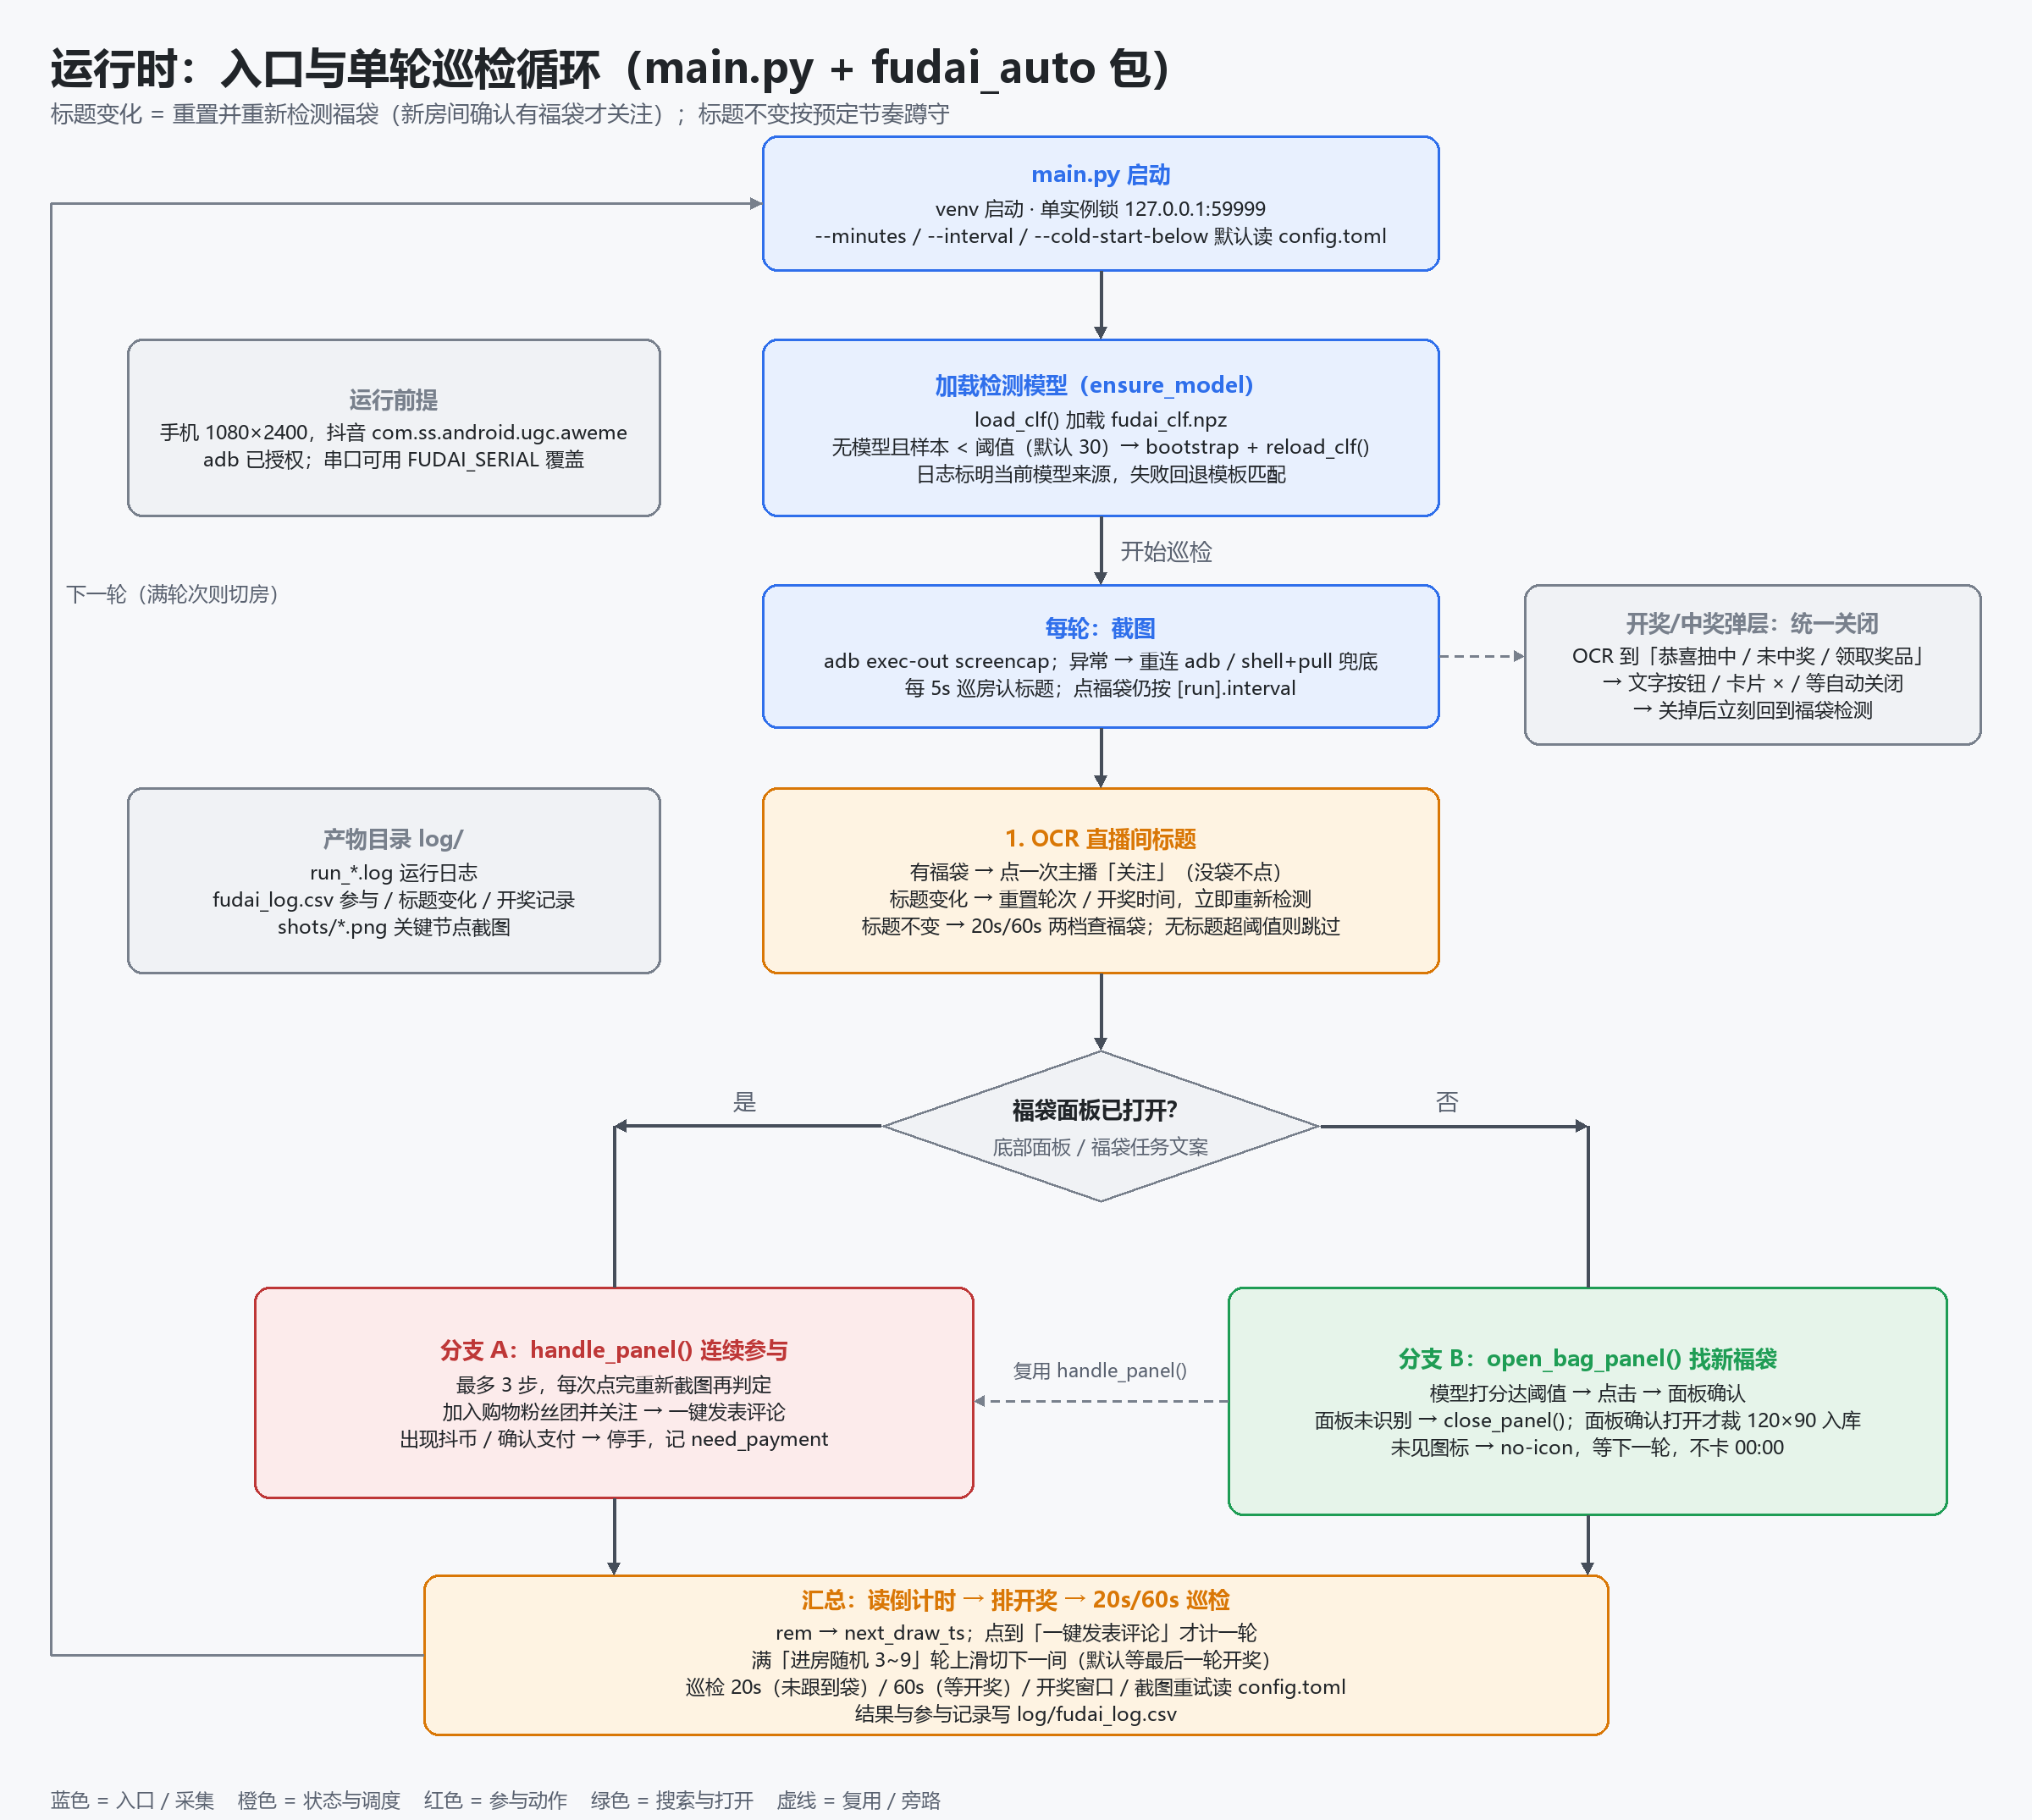 运行时：入口与单轮巡检循环（main.py + fudai_auto 包）
标题变化 = 重置并重新检测福袋（新房间确认有福袋才关注）；标题不变按预定节奏蹲守
main.py 启动
venv 启动 · 单实例锁 127.0.0.1:59999
--minutes / --interval / --cold-start-below 默认读 config.toml
运行前提
手机 1080×2400，抖音 com.ss.android.ugc.aweme
adb 已授权；串口可用 FUDAI_SERIAL 覆盖
加载检测模型（ensure_model）
load_clf() 加载 fudai_clf.npz
无模型且样本 < 阈值（默认 30）→ bootstrap + reload_clf()
日志标明当前模型来源，失败回退模板匹配
开始巡检
下一轮（满轮次则切房）
每轮：截图
adb exec-out screencap；异常 → 重连 adb / shell+pull 兜底
每 5s 巡房认标题；点福袋仍按 [run].interval
开奖/中奖弹层：统一关闭
OCR 到「恭喜抽中 / 未中奖 / 领取奖品」
→ 文字按钮 / 卡片 × / 等自动关闭
→ 关掉后立刻回到福袋检测
产物目录 log/
run_*.log 运行日志
fudai_log.csv 参与 / 标题变化 / 开奖记录
shots/*.png 关键节点截图
1. OCR 直播间标题
有福袋 → 点一次主播「关注」（没袋不点）
标题变化 → 重置轮次 / 开奖时间，立即重新检测
标题不变 → 20s/60s 两档查福袋；无标题超阈值则跳过
是
福袋面板已打开?
底部面板 / 福袋任务文案
否
分支 A：handle_panel() 连续参与
最多 3 步，每次点完重新截图再判定
加入购物粉丝团并关注 → 一键发表评论
出现抖币 / 确认支付 → 停手，记 need_payment
复用 handle_panel()
分支 B：open_bag_panel() 找新福袋
模型打分达阈值 → 点击 → 面板确认
面板未识别 → close_panel()；面板确认打开才裁 120×90 入库
未见图标 → no-icon，等下一轮，不卡 00:00
汇总：读倒计时 → 排开奖 → 20s/60s 巡检
rem → next_draw_ts；点到「一键发表评论」才计一轮
满「进房随机 3~9」轮上滑切下一间（默认等最后一轮开奖）
巡检 20s（未跟到袋）/ 60s（等开奖）/ 开奖窗口 / 截图重试读 config.toml
结果与参与记录写 log/fudai_log.csv
蓝色 = 入口 / 采集 橙色 = 状态与调度 红色 = 参与动作 绿色 = 搜索与打开 虚线 = 复用 / 旁路